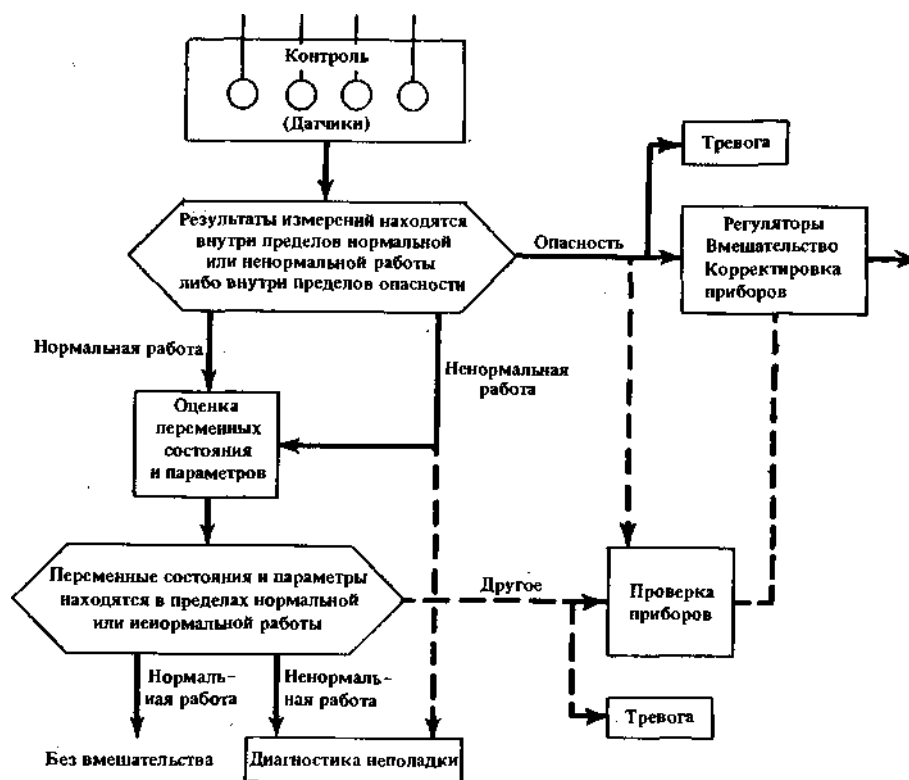 Контроль
(Датчики)
Тревога
Результаты измерений находятся
внутри пределов нормальной
или ненормальной работы
либо внутри пределов опасности
Опасность
Регуляторы
Вмешательство
Корректировка
приборов
Нормальная работа
Ненормальная
работа
Оценка
переменных
состояния
и параметров
Переменные состояния и параметры
находятся в пределах нормальной
или ненормальной работы
Другое
Проверка
приборов
Нормаль-
ная работа
Ненормаль-
ная работа
Тревога
Без вмешательства
Диагностика неполадки